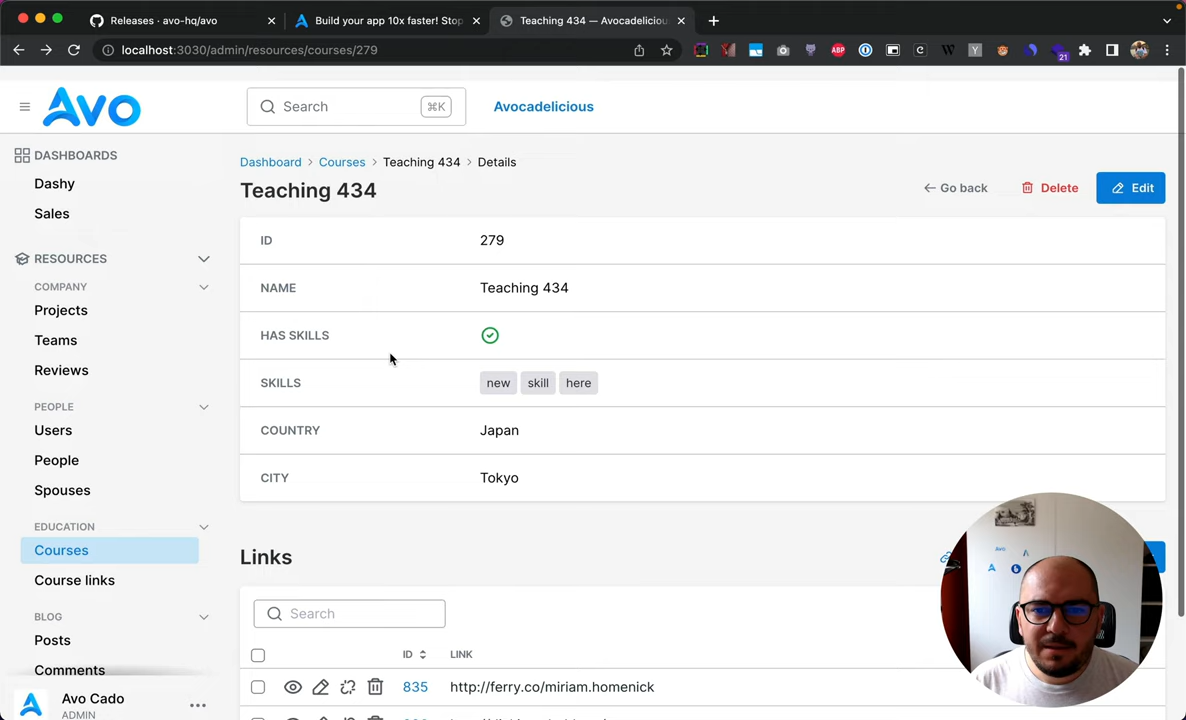 Releases · avo-hq/avo
Build your app 10x faster! Stop
Teaching 434 — Avocadeliciou
localhost:3030/admin/resources/courses/279
ABP
21
Avo
Search
⌘K
Avocadelicious
DASHBOARDS
Dashy
Sales
RESOURCES
COMPANY
Projects
Teams
Reviews
PEOPLE
Users
People
Spouses
EDUCATION
Courses
Course links
BLOG
Posts
Comments
Avo Cado
ADMIN
Dashboard > Courses > Teaching 434 > Details
Teaching 434
Go back
Delete
Edit
ID 279
NAME Teaching 434
HAS SKILLS
SKILLS new skill here
COUNTRY Japan
CITY Tokyo
Links
Search
ID LINK
835 http://ferry.co/miriam.homenick